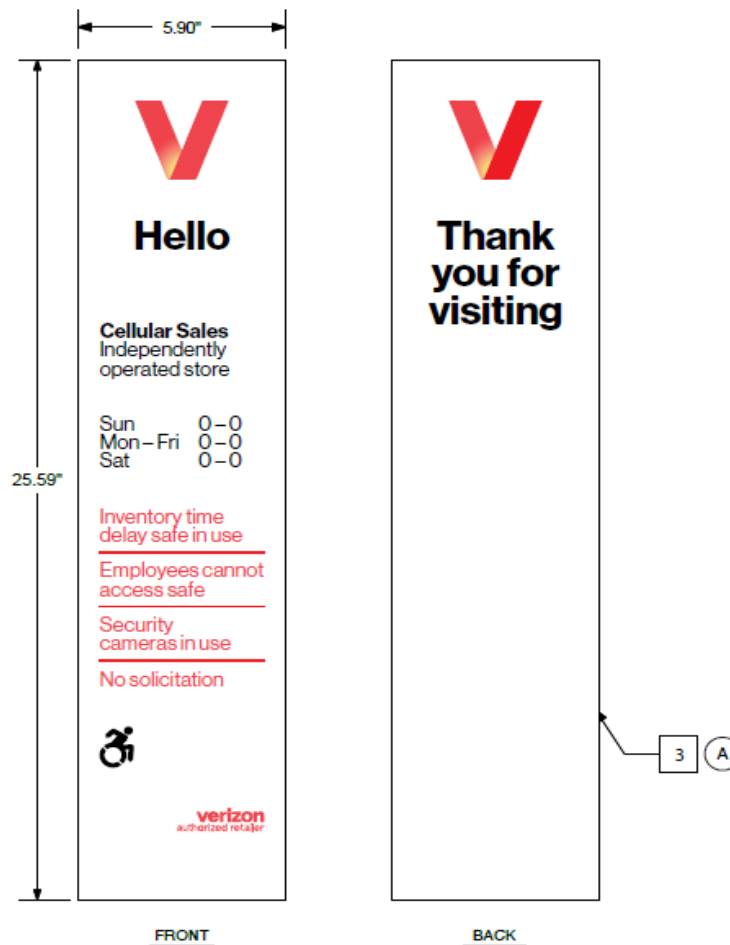 5.90"
25.59"
V
Hello
Cellular Sales
Independently
operated store
Sun 0–0
Mon–Fri 0–0
Sat 0–0
Inventory time
delay safe in use
Employees cannot
access safe
Security
cameras in use
No solicitation
verizon
authorized retailer
FRONT
V
Thank
you for
visiting
3 A
BACK